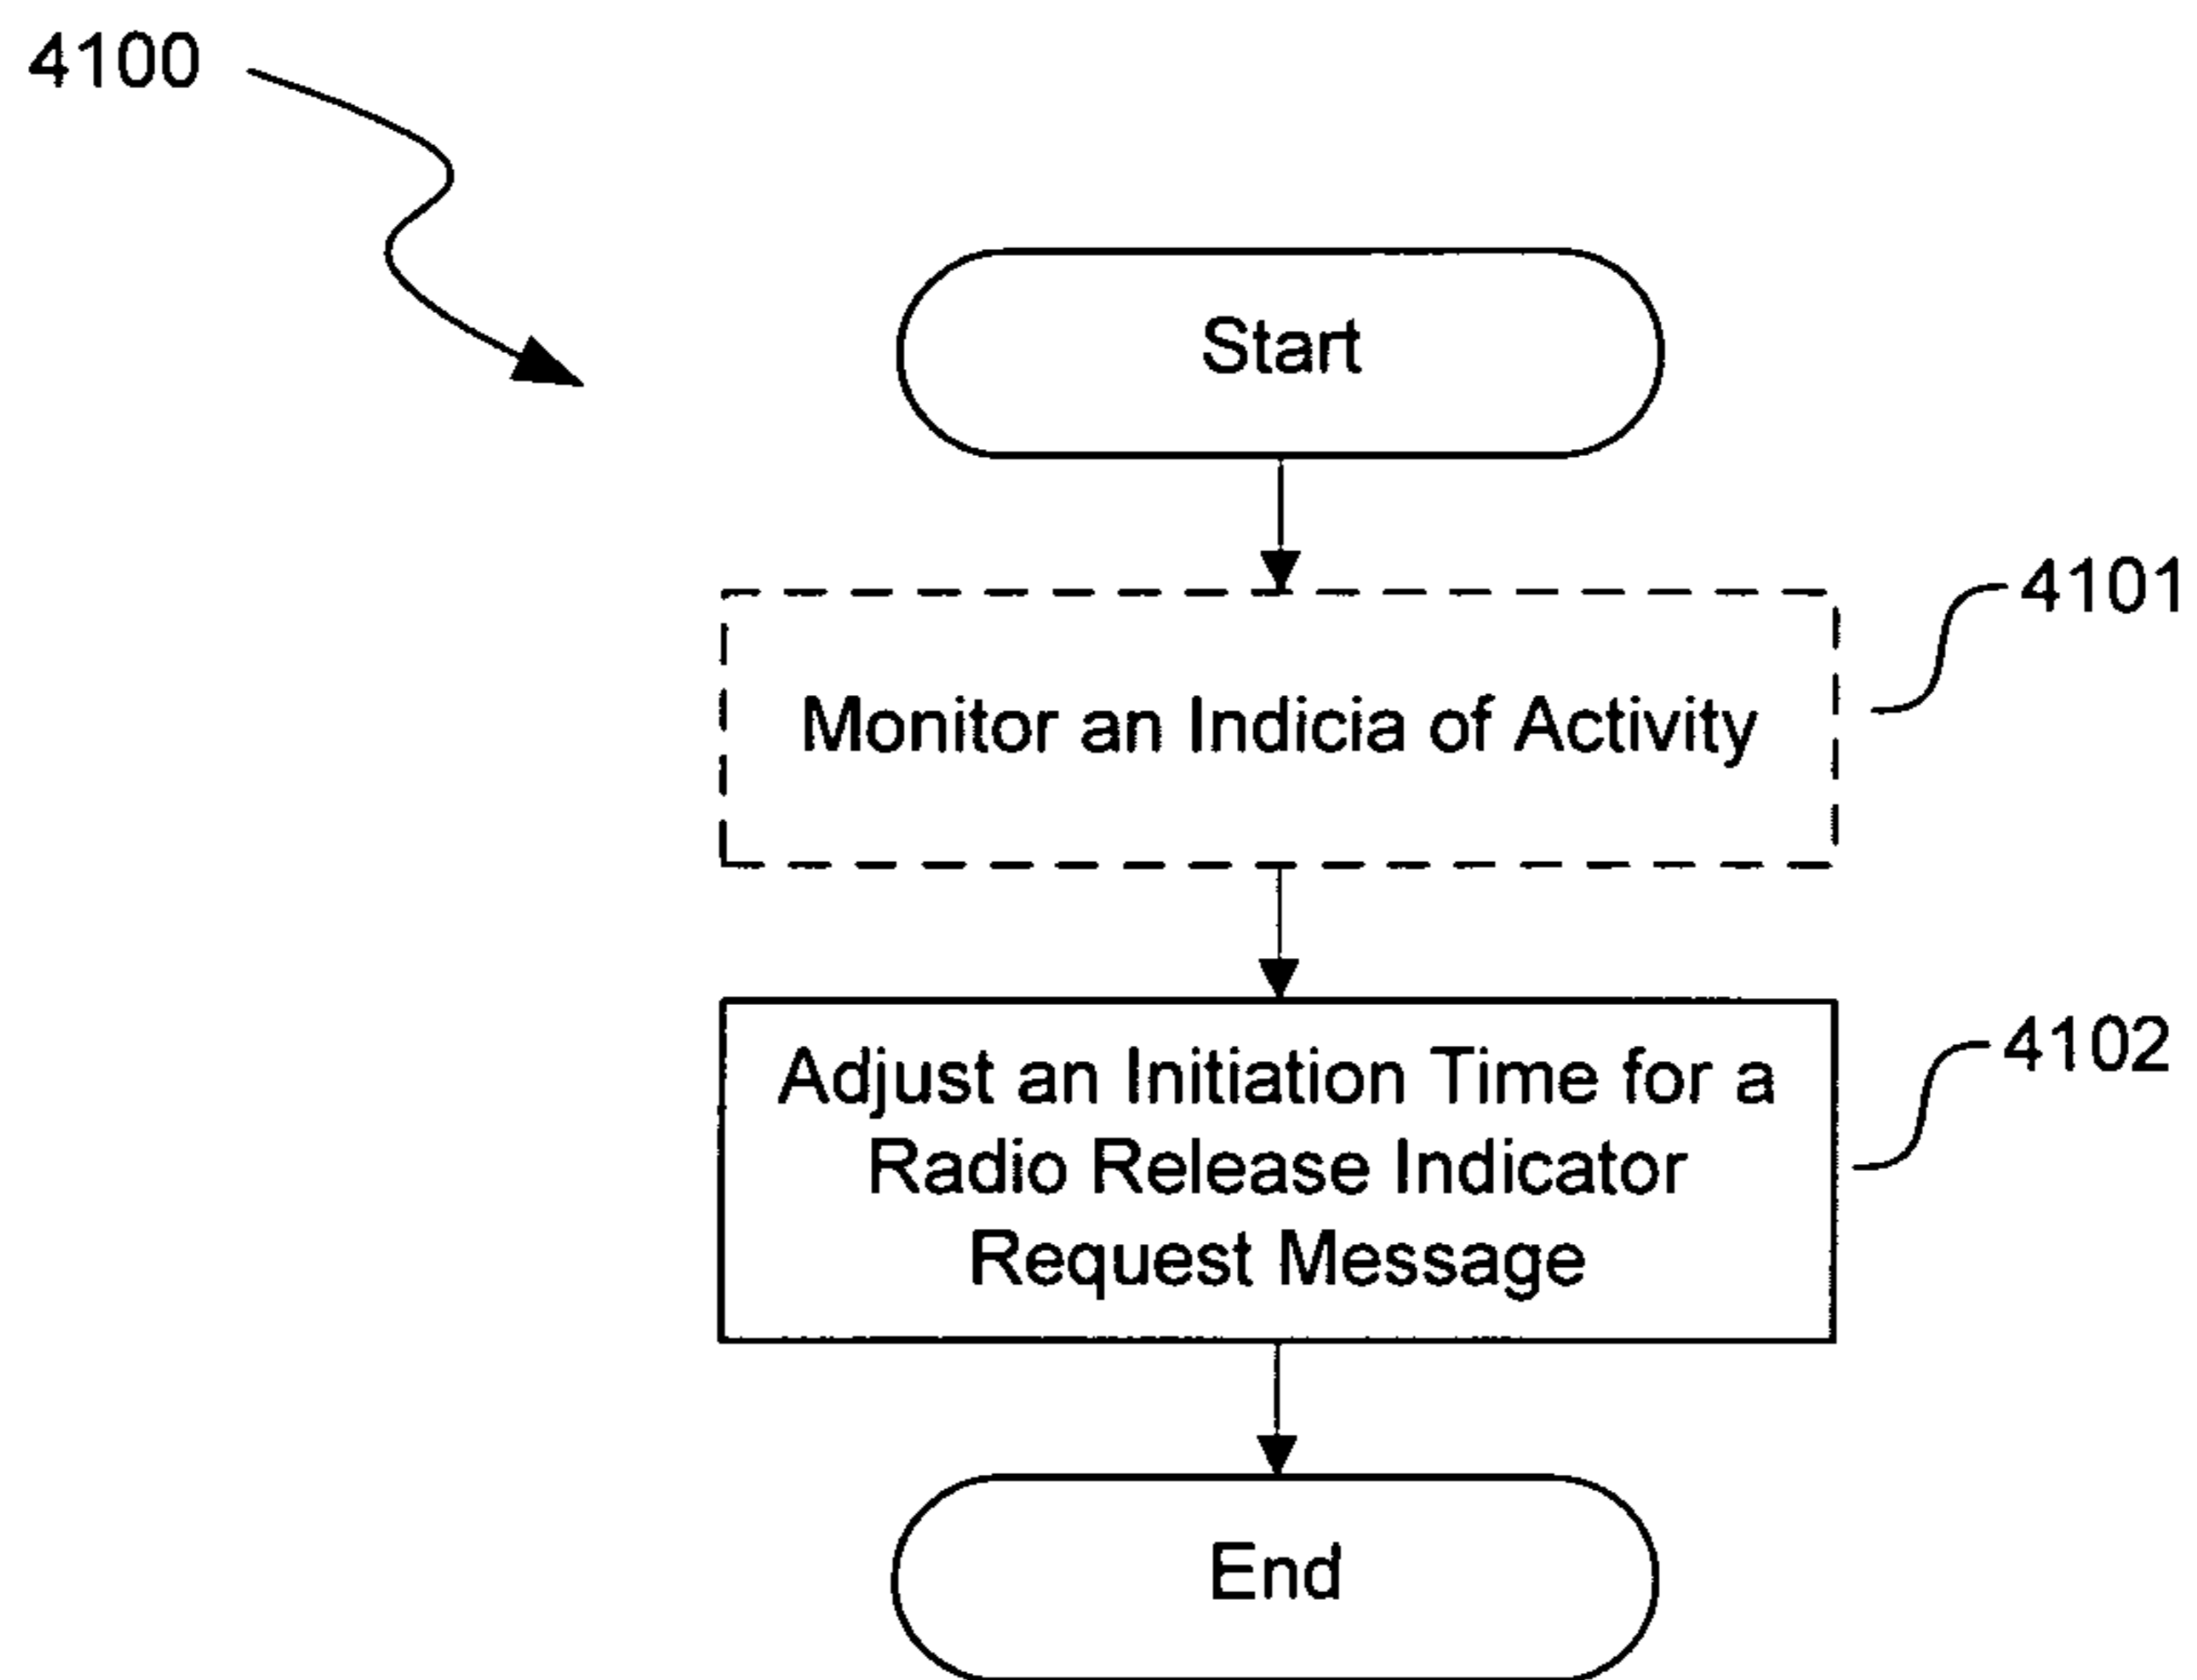 4100
Start
4101
Monitor an Indicia of Activity
4102
Adjust an Initiation Time for a
Radio Release Indicator
Request Message
End